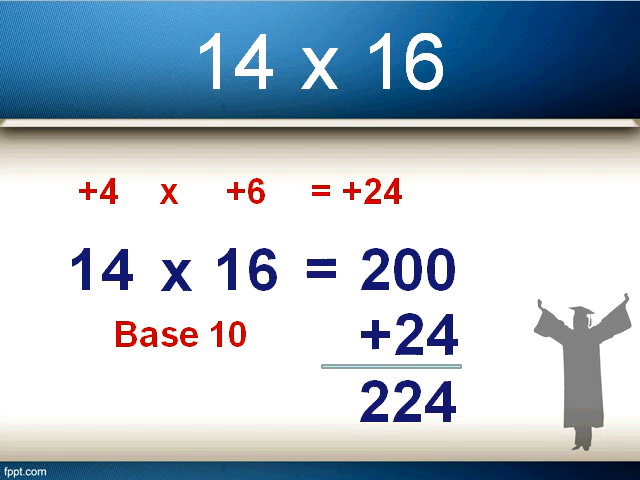 14 x 16
+4 x +6 = +24
14 x 16 = 200
Base 10 +24
224
fppt.com